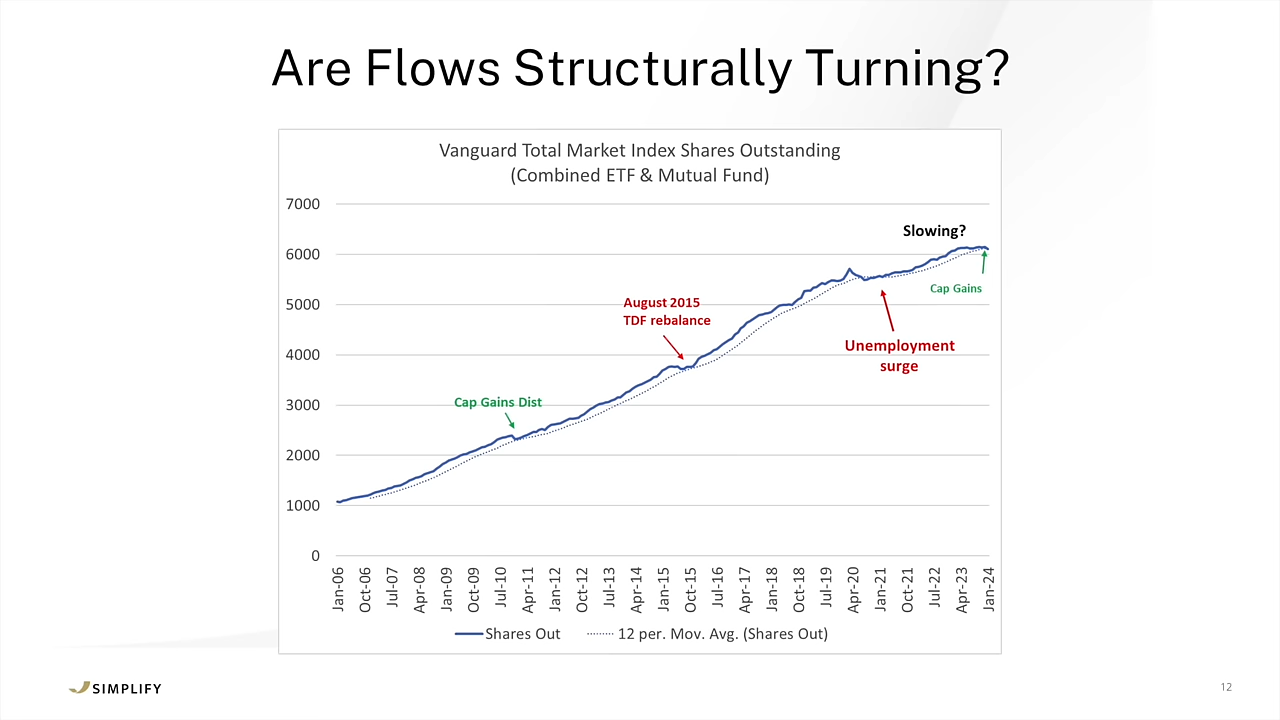 Are Flows Structurally Turning?
Vanguard Total Market Index Shares Outstanding
(Combined ETF & Mutual Fund)
7000
6000
5000
4000
3000
2000
1000
0
Slowing?
Cap Gains
August 2015
TDF rebalance
Unemployment
surge
Cap Gains Dist
Jan-06
Oct-06
Jul-07
Apr-08
Jan-09
Oct-09
Jul-10
Apr-11
Jan-12
Oct-12
Jul-13
Apr-14
Jan-15
Oct-15
Jul-16
Apr-17
Jan-18
Oct-18
Jul-19
Apr-20
Jan-21
Oct-21
Jul-22
Apr-23
Jan-24
Shares Out
12 per. Mov. Avg. (Shares Out)
SIMPLIFY
12